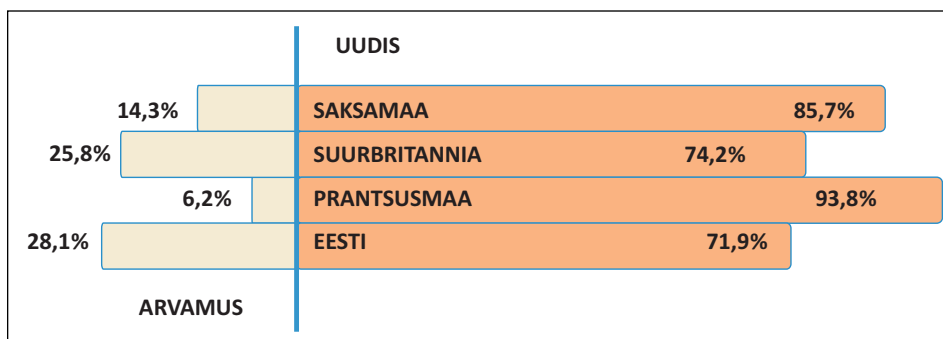 UUDIS
14,3% SAKSAMAA 85,7%
25,8% SUURBRITANNIA 74,2%
6,2% PRANTSUSMAA 93,8%
28,1% EESTI 71,9%
ARVAMUS